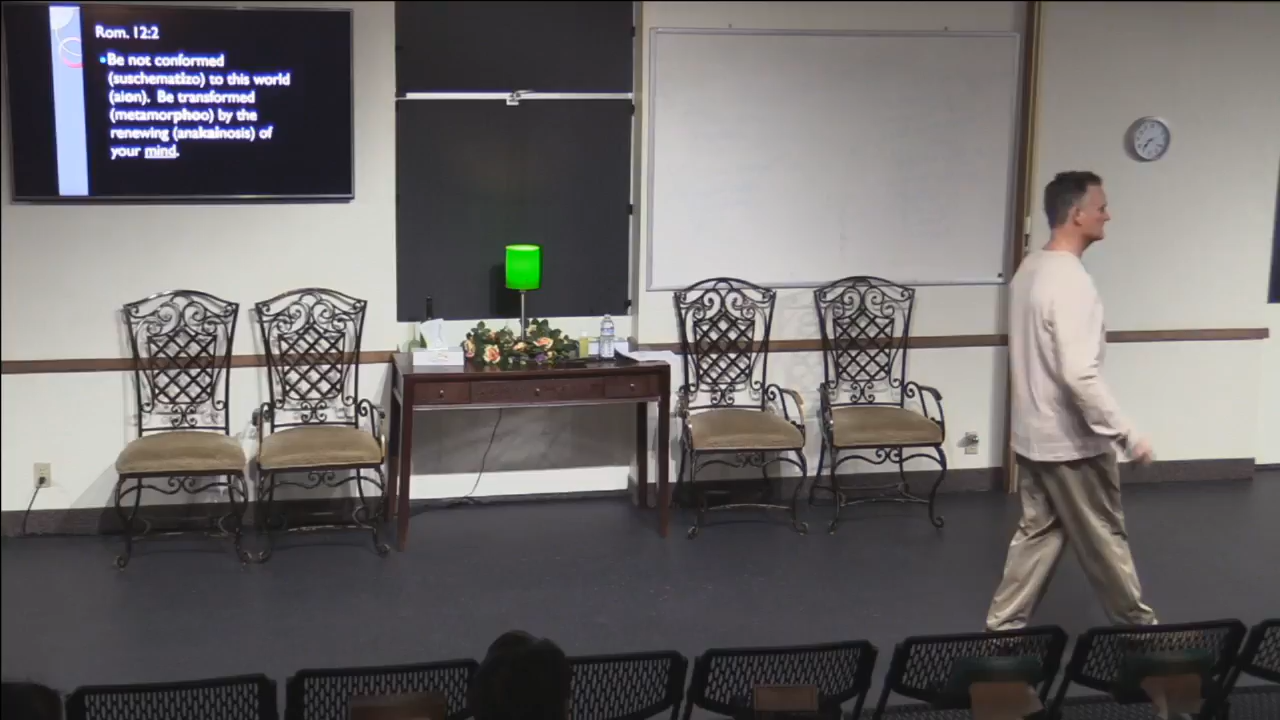 Rom. 12:2
•Be not conformed
(suschematizo) to this world
(aion). Be transformed
(metamorphoo) by the
renewing (anakainosis) of
your mind.